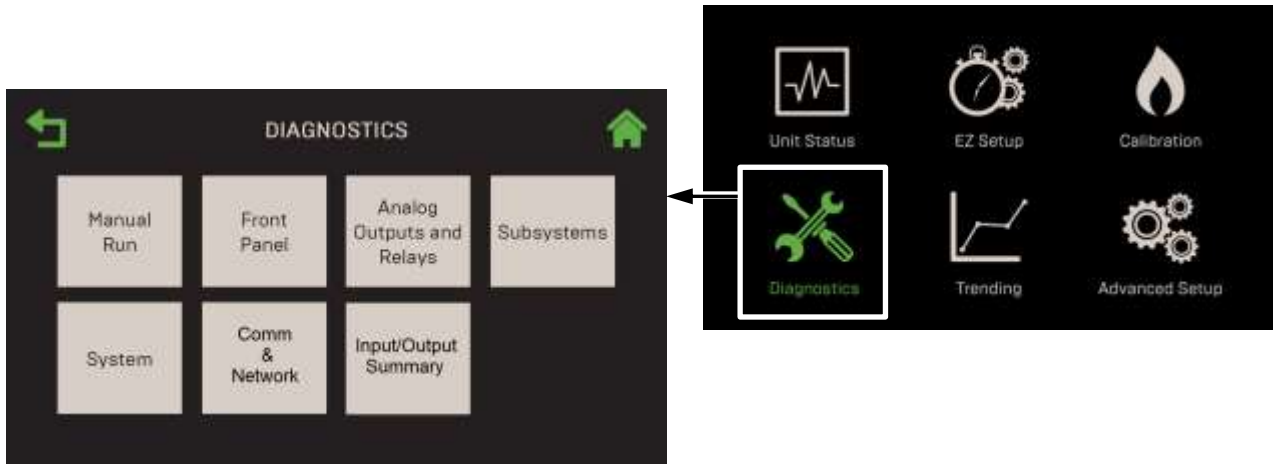 DIAGNOSTICS
Manual
Run
Front
Panel
Analog
Outputs and
Relays
Subsystems
System
Comm
&
Network
Input/Output
Summary
Unit Status
EZ Setup
Calibration
Diagnostics
Trending
Advanced Setup